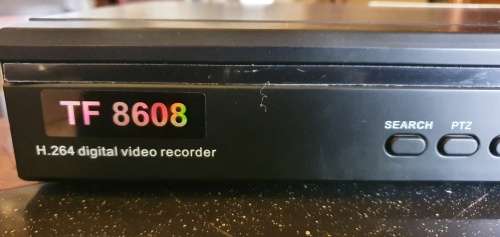 TF 8608
H.264 digital video recorder
SEARCH PTZ